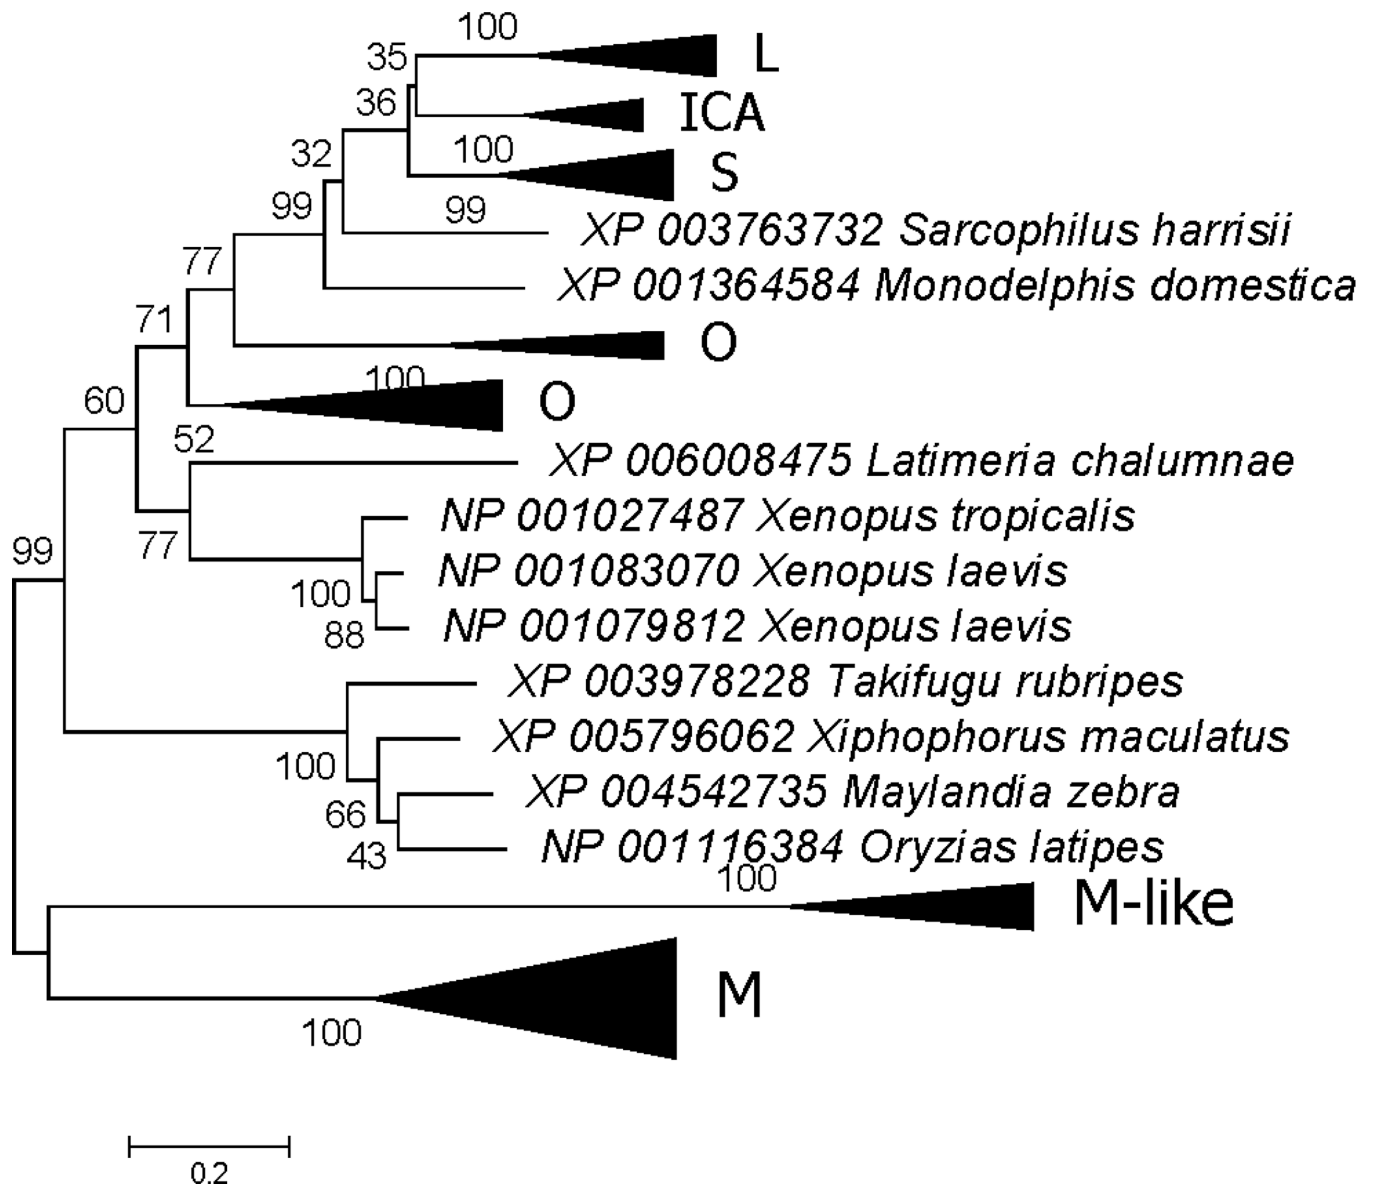 100
L
35
ICA
36
100
S
32
99
XP 003763732 Sarcophilus harrisii
99
XP 001364584 Monodelphis domestica
77
O
71
100
O
60
52
XP 006008475 Latimeria chalumnae
NP 001027487 Xenopus tropicalis
77
99
NP 001083070 Xenopus laevis
100
NP 001079812 Xenopus laevis
88
XP 003978228 Takifugu rubripes
XP 005796062 Xiphophorus maculatus
100
XP 004542735 Maylandia zebra
66
NP 001116384 Oryzias latipes
43
100
M-like
M
100
0.2